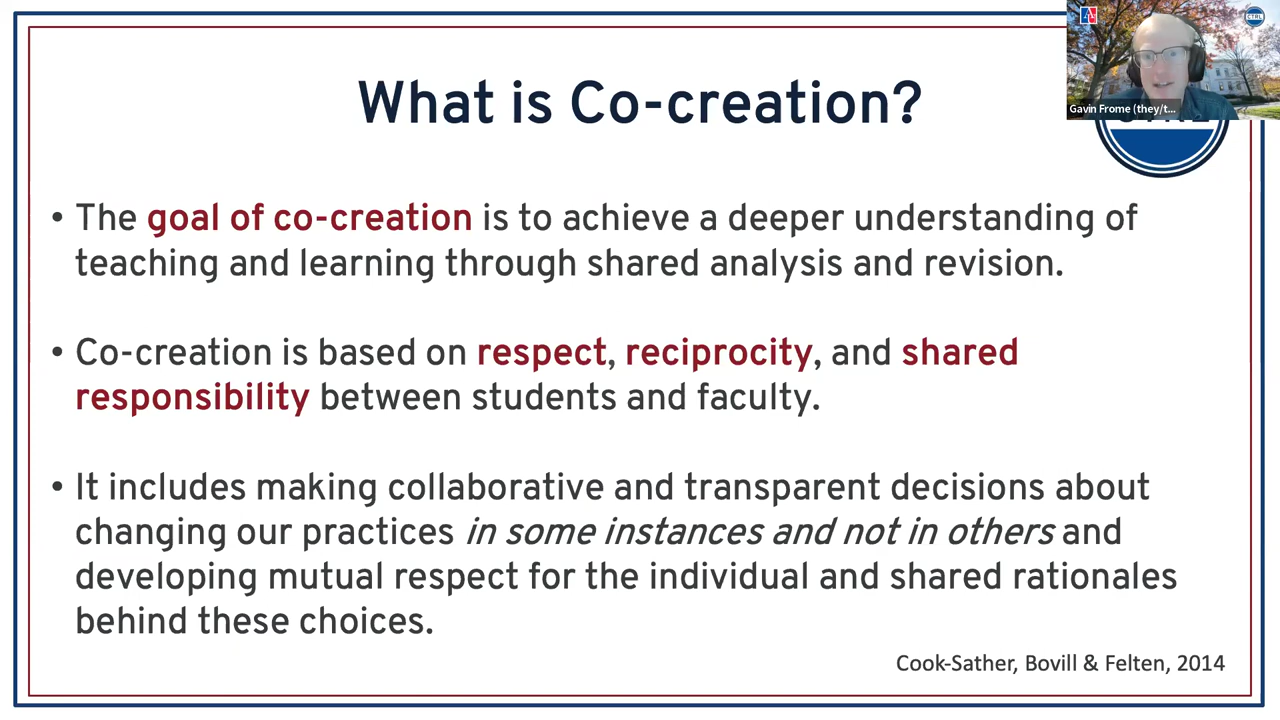 What is Co-creation?
CTRL
Gavin Frome (they/t...
• The goal of co-creation is to achieve a deeper understanding of
teaching and learning through shared analysis and revision.
• Co-creation is based on respect, reciprocity, and shared
responsibility between students and faculty.
• It includes making collaborative and transparent decisions about
changing our practices in some instances and not in others and
developing mutual respect for the individual and shared rationales
behind these choices.
Cook-Sather, Bovill & Felten, 2014